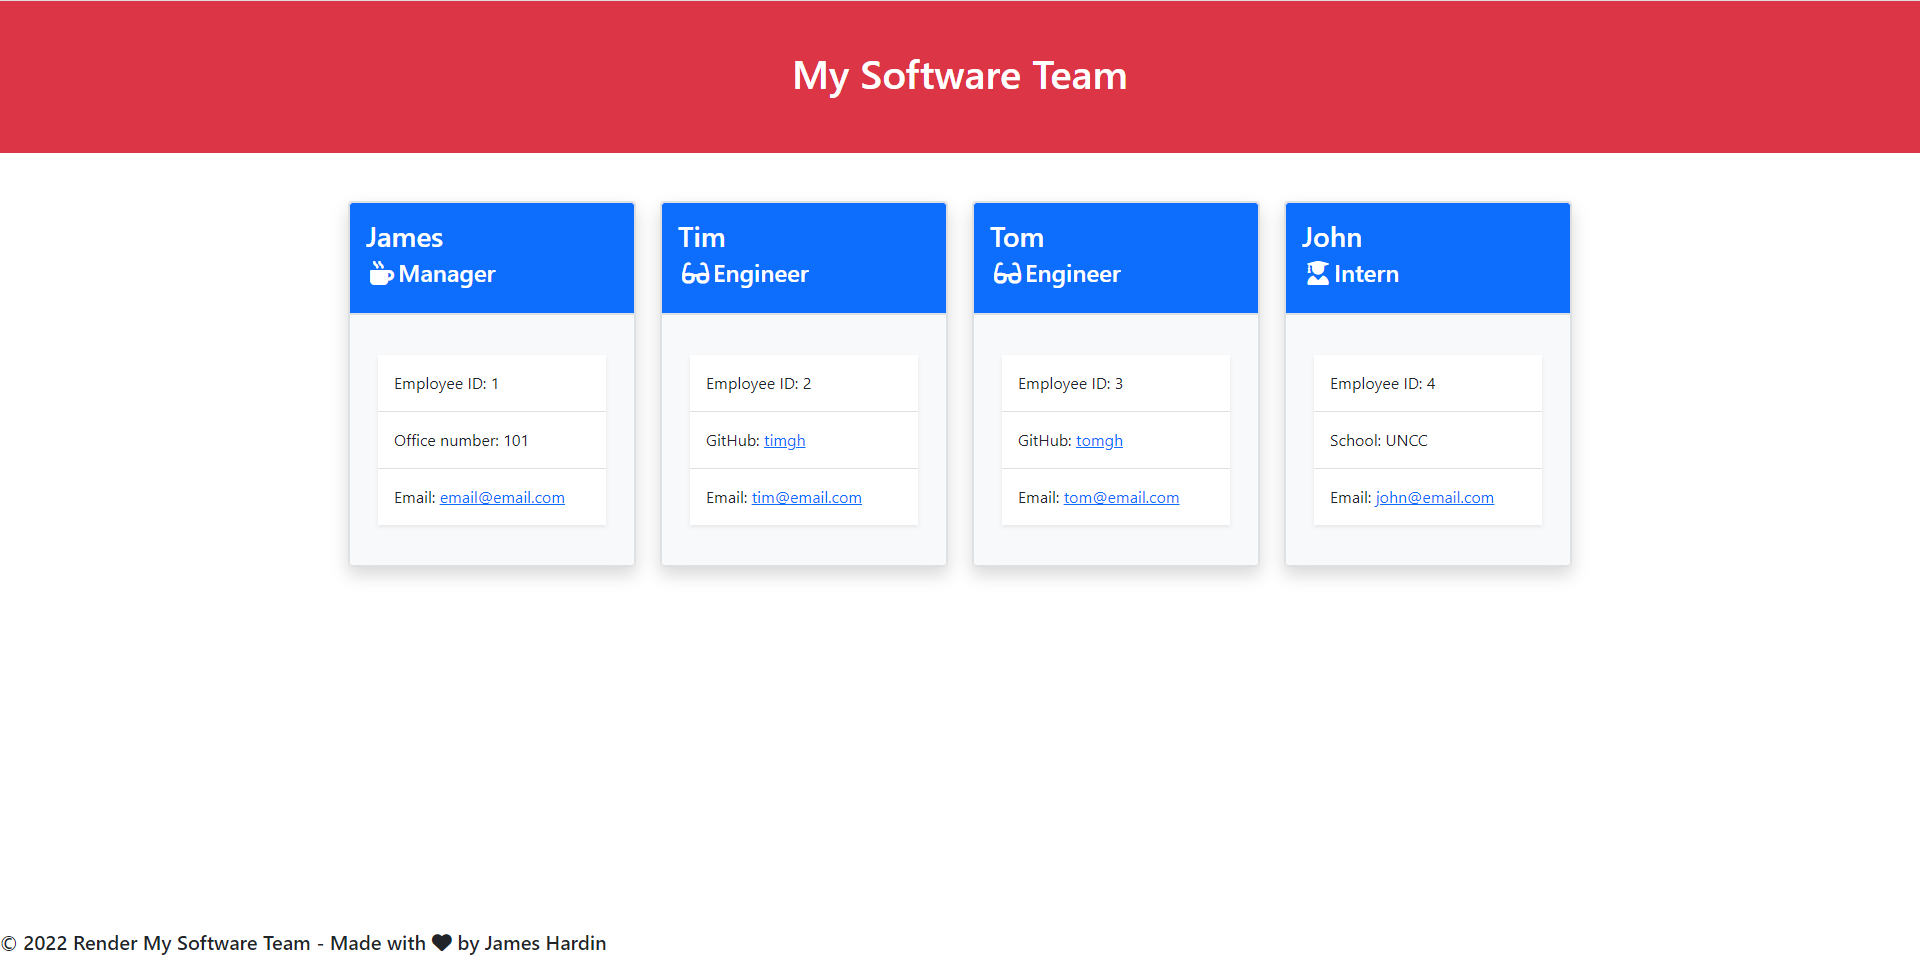 My Software Team
James
Manager
Employee ID: 1
Office number: 101
Email: email@email.com
Tim
Engineer
Employee ID: 2
GitHub: timgh
Email: tim@email.com
Tom
Engineer
Employee ID: 3
GitHub: tomgh
Email: tom@email.com
John
Intern
Employee ID: 4
School: UNCC
Email: john@email.com
© 2022 Render My Software Team - Made with ♥ by James Hardin